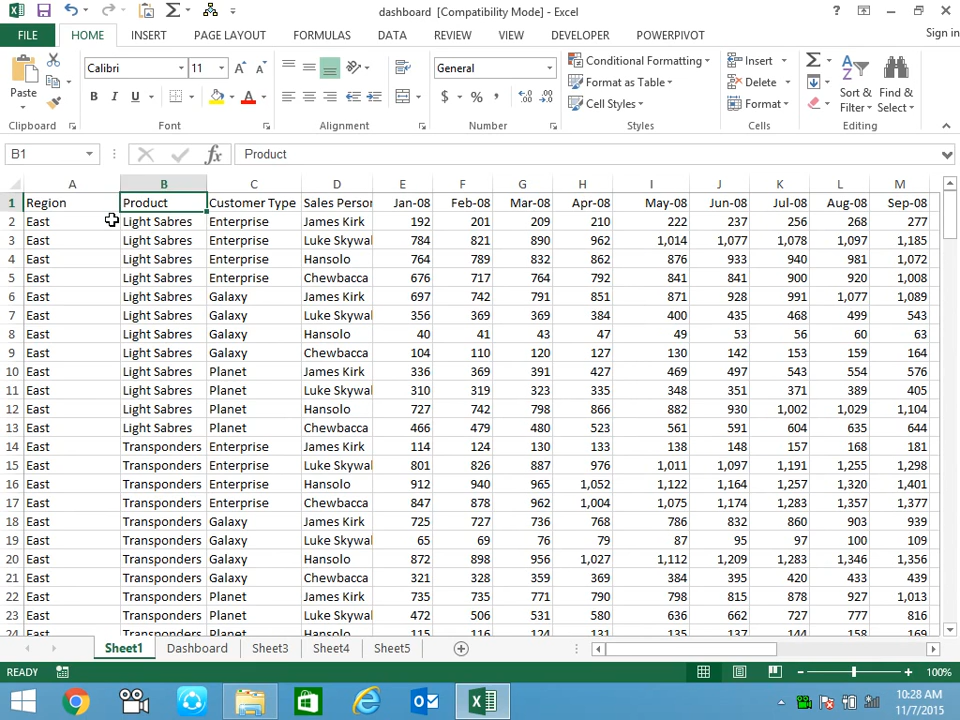 dashboard [Compatibility Mode] - Excel
Sign in
FILE HOME INSERT PAGE LAYOUT FORMULAS DATA REVIEW VIEW DEVELOPER POWERPIVOT
Paste
Calibri 11
B I U
General
$ % ,
Conditional Formatting
Format as Table
Cell Styles
Insert
Delete
Format
Sort & Filter
Find & Select
Clipboard Font Alignment Number Styles Cells Editing
B1 fx Product
A B C D E F G H I J K L M
1 Region Product Customer Type Sales Person Jan-08 Feb-08 Mar-08 Apr-08 May-08 Jun-08 Jul-08 Aug-08 Sep-08
2 East Light Sabres Enterprise James Kirk 192 201 209 210 222 237 256 268 277
3 East Light Sabres Enterprise Luke Skywal 784 821 890 962 1,014 1,077 1,078 1,097 1,185
4 East Light Sabres Enterprise Hansolo 764 789 832 862 876 933 940 981 1,072
5 East Light Sabres Enterprise Chewbacca 676 717 764 792 841 841 900 920 1,008
6 East Light Sabres Galaxy James Kirk 697 742 791 851 871 928 991 1,077 1,089
7 East Light Sabres Galaxy Luke Skywal 356 369 369 384 400 435 468 499 543
8 East Light Sabres Galaxy Hansolo 40 41 43 47 49 53 56 60 63
9 East Light Sabres Galaxy Chewbacca 104 110 120 127 130 142 153 159 164
10 East Light Sabres Planet James Kirk 336 369 391 427 469 497 543 554 576
11 East Light Sabres Planet Luke Skywal 310 319 323 335 348 351 371 389 405
12 East Light Sabres Planet Hansolo 727 742 798 866 882 930 1,002 1,029 1,104
13 East Light Sabres Planet Chewbacca 466 479 480 523 561 591 604 635 644
14 East Transponders Enterprise James Kirk 114 124 130 133 138 148 157 168 181
15 East Transponders Enterprise Luke Skywal 801 826 887 976 1,011 1,097 1,191 1,255 1,298
16 East Transponders Enterprise Hansolo 912 940 965 1,052 1,122 1,164 1,257 1,320 1,401
17 East Transponders Enterprise Chewbacca 847 878 962 1,004 1,075 1,174 1,283 1,357 1,377
18 East Transponders Galaxy James Kirk 725 727 736 768 786 832 860 903 939
19 East Transponders Galaxy Luke Skywal 65 69 76 79 87 95 97 100 109
20 East Transponders Galaxy Hansolo 872 898 956 1,027 1,112 1,209 1,283 1,346 1,356
21 East Transponders Galaxy Chewbacca 321 328 359 369 384 395 420 433 439
22 East Transponders Planet James Kirk 735 735 771 790 798 815 878 927 1,013
23 East Transponders Planet Luke Skywal 472 506 531 580 636 662 727 777 816
24 East Transponders Planet Hansolo 115 116 124 131 135 137 144 158 169
Sheet1 Dashboard Sheet3 Sheet4 Sheet5
READY 100%
10:28 AM
11/7/2015